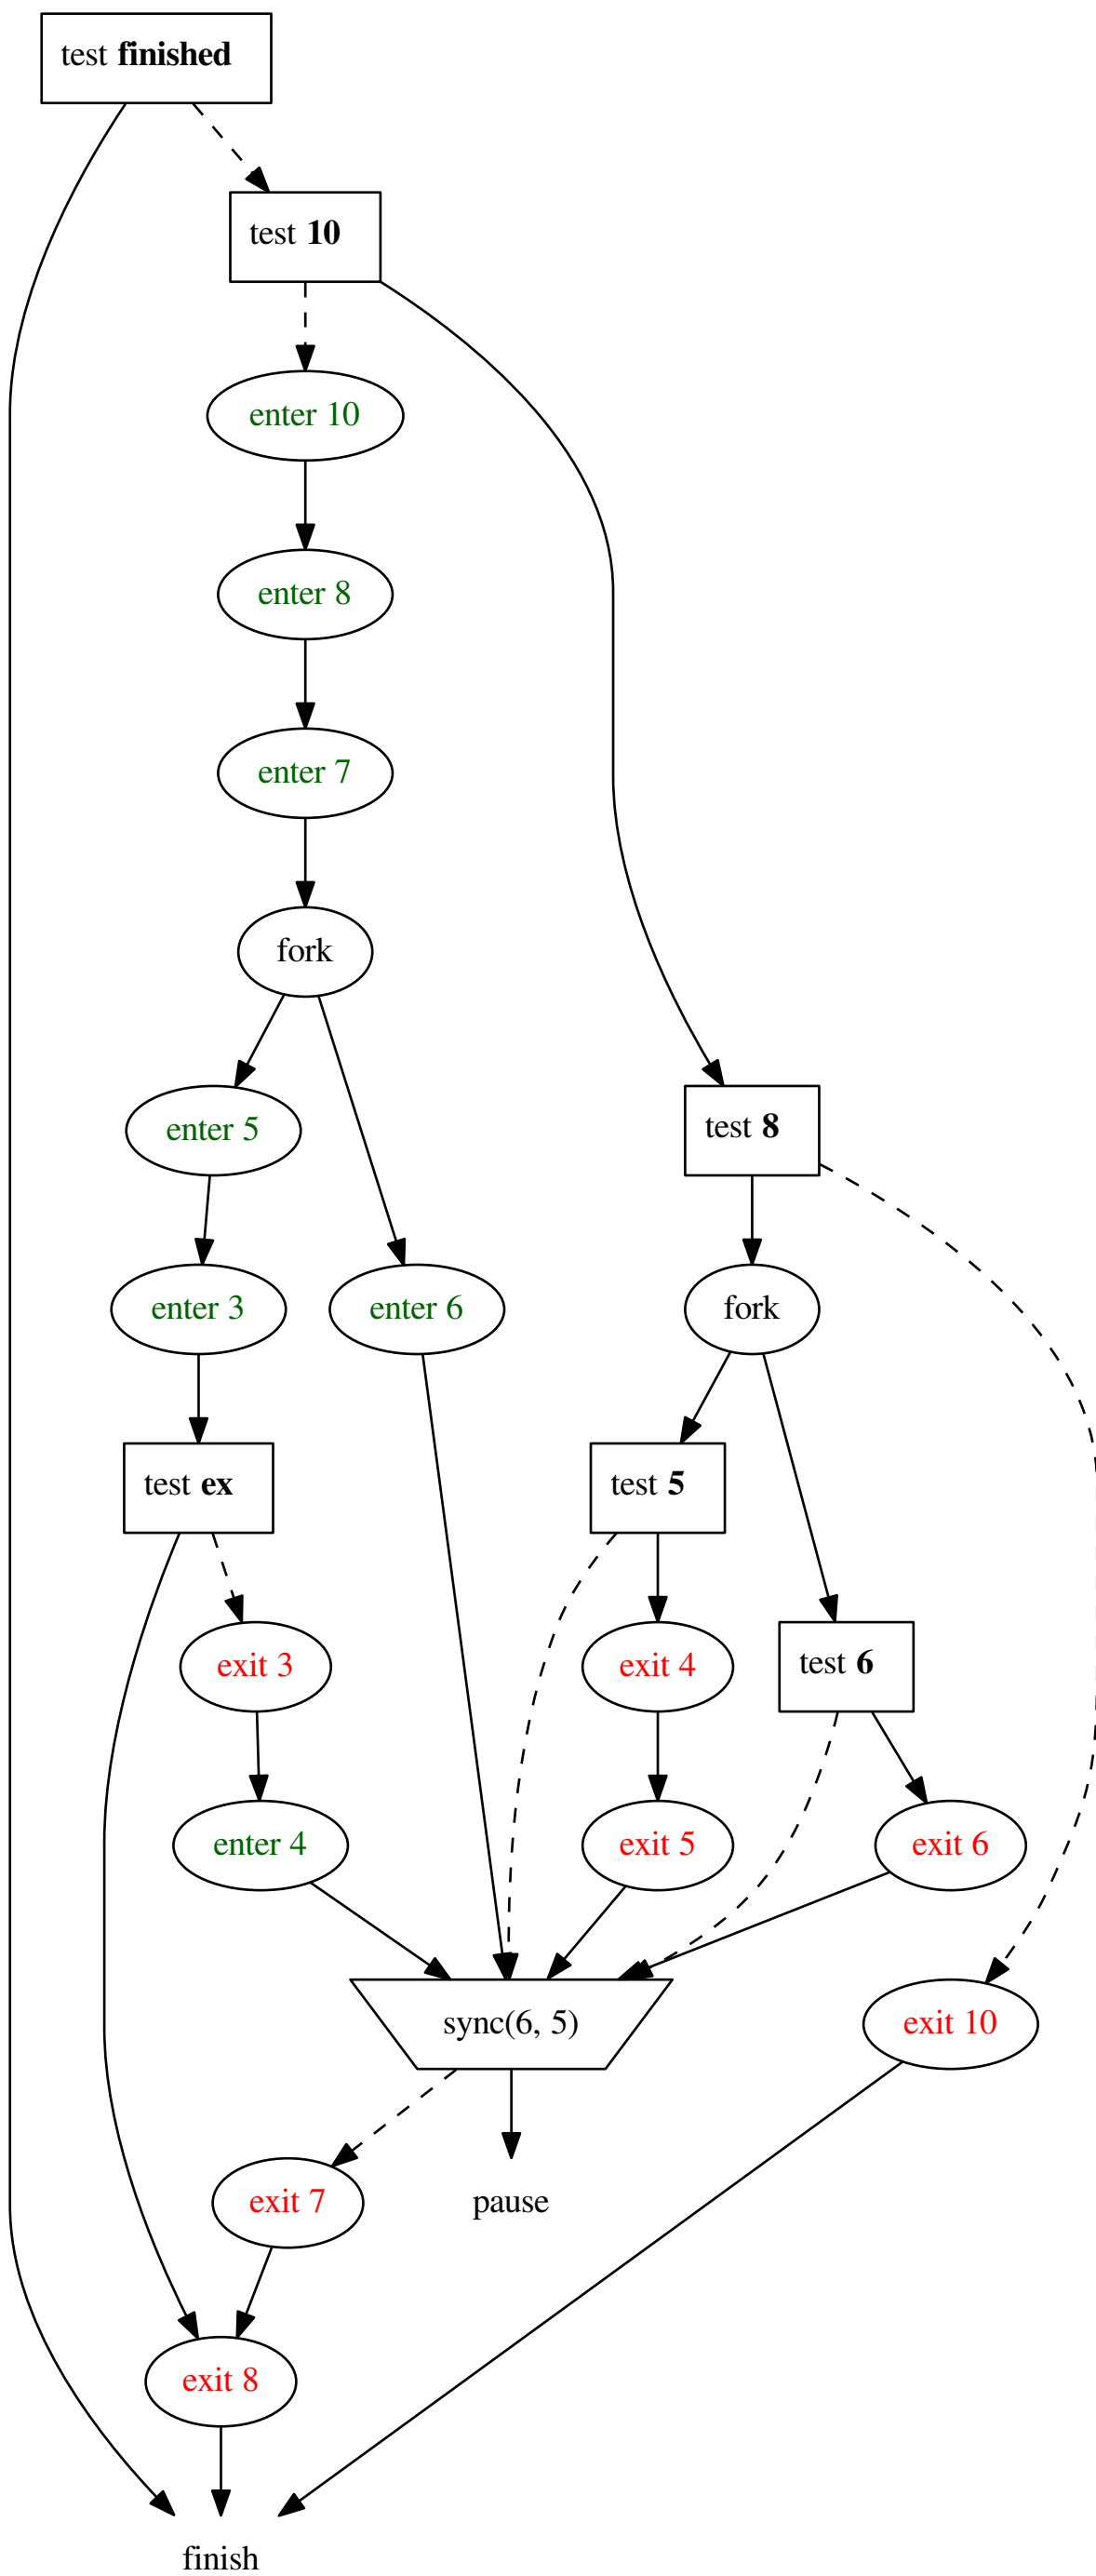 test finished
test 10
enter 10
enter 8
enter 7
fork
enter 5
test 8
enter 3
enter 6
fork
test ex
test 5
exit 3
exit 4
test 6
enter 4
exit 5
exit 6
sync(6, 5)
exit 10
exit 7
pause
exit 8
finish